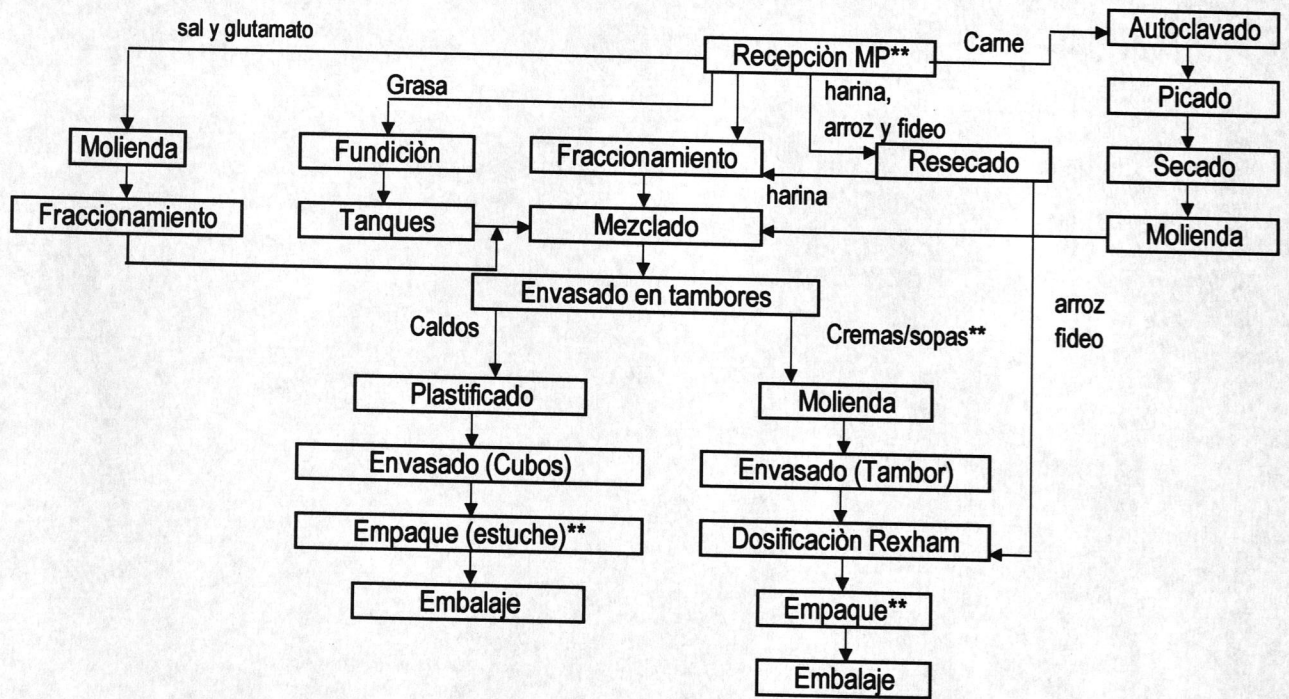 sal y glutamato
Recepciòn MP**
Carne
Autoclavado
Grasa
harina,
arroz y fideo
Picado
Molienda
Fundiciòn
Fraccionamiento
Resecado
Secado
harina
Fraccionamiento
Tanques
Mezclado
Molienda
Envasado en tambores
arroz
fideo
Caldos
Cremas/sopas**
Plastificado
Molienda
Envasado (Cubos)
Envasado (Tambor)
Empaque (estuche)**
Dosificaciòn Rexham
Embalaje
Empaque**
Embalaje